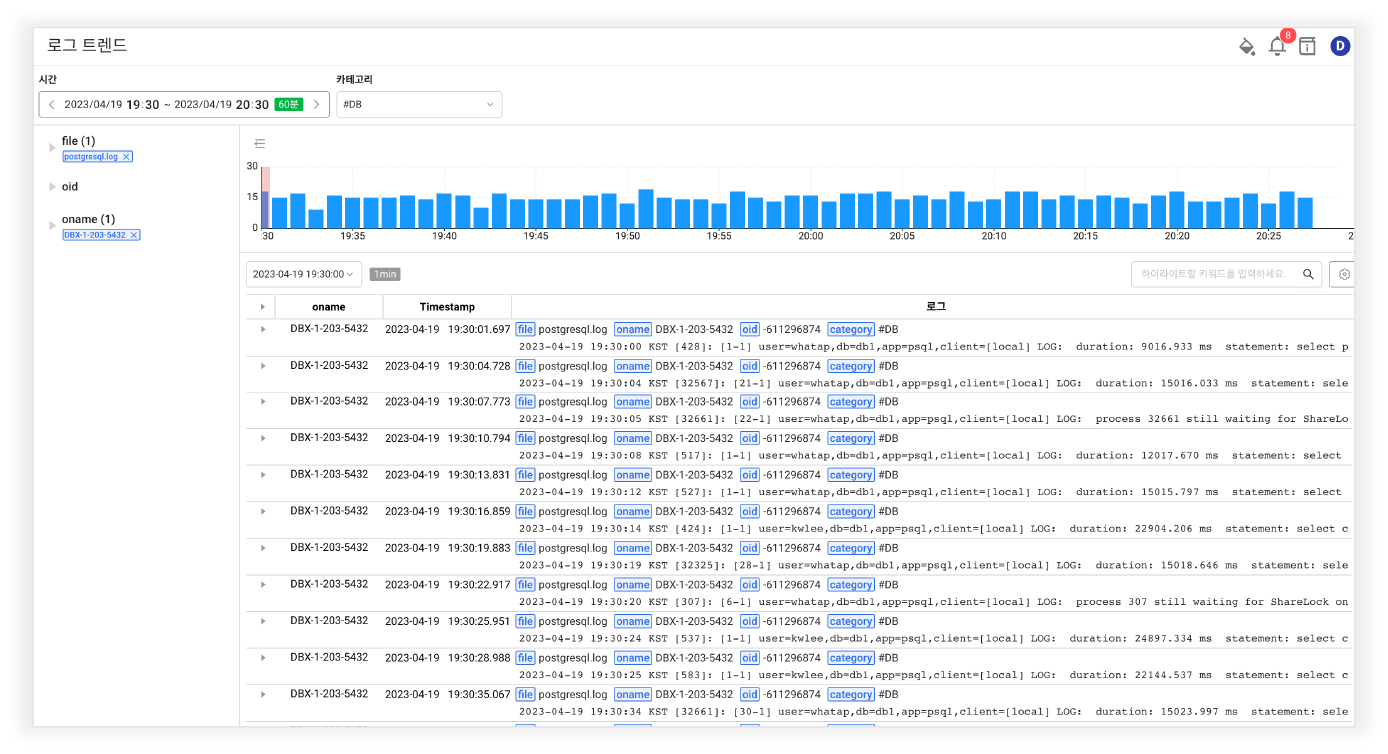 로그 트렌드
8
D
시간
카테고리
2023/04/19 19:30 ~ 2023/04/19 20:30 60분
#DB
file (1)
postgresql.log
oid
oname (1)
DBX-1-203-5432
30
15
0
:30 19:35 19:40 19:45 19:50 19:55 20:00 20:05 20:10 20:15 20:20 20:25 2
2023-04-19 19:30:00 1min
하이라이트할 키워드를 입력하세요.
oname Timestamp 로그
DBX-1-203-5432 2023-04-19 19:30:01.697 file postgresql.log oname DBX-1-203-5432 oid -611296874 category #DB
2023-04-19 19:30:00 KST [428]: [1-1] user=whatap,db=db1,app=psql,client=[local] LOG: duration: 9016.933 ms statement: select p
DBX-1-203-5432 2023-04-19 19:30:04.728 file postgresql.log oname DBX-1-203-5432 oid -611296874 category #DB
2023-04-19 19:30:04 KST [32567]: [21-1] user=whatap,db=db1,app=psql,client=[local] LOG: duration: 15016.033 ms statement: sele
DBX-1-203-5432 2023-04-19 19:30:07.773 file postgresql.log oname DBX-1-203-5432 oid -611296874 category #DB
2023-04-19 19:30:05 KST [32661]: [22-1] user=whatap,db=db1,app=psql,client=[local] LOG: process 32661 still waiting for ShareLo
DBX-1-203-5432 2023-04-19 19:30:10.794 file postgresql.log oname DBX-1-203-5432 oid -611296874 category #DB
2023-04-19 19:30:08 KST [517]: [1-1] user=whatap,db=db1,app=psql,client=[local] LOG: duration: 12017.670 ms statement: select
DBX-1-203-5432 2023-04-19 19:30:13.831 file postgresql.log oname DBX-1-203-5432 oid -611296874 category #DB
2023-04-19 19:30:12 KST [527]: [1-1] user=whatap,db=db1,app=psql,client=[local] LOG: duration: 15015.797 ms statement: select
DBX-1-203-5432 2023-04-19 19:30:16.859 file postgresql.log oname DBX-1-203-5432 oid -611296874 category #DB
2023-04-19 19:30:14 KST [424]: [1-1] user=kwlee,db=db1,app=psql,client=[local] LOG: duration: 22904.206 ms statement: select c
DBX-1-203-5432 2023-04-19 19:30:19.883 file postgresql.log oname DBX-1-203-5432 oid -611296874 category #DB
2023-04-19 19:30:19 KST [32325]: [28-1] user=whatap,db=db1,app=psql,client=[local] LOG: duration: 15018.646 ms statement: sele
DBX-1-203-5432 2023-04-19 19:30:22.917 file postgresql.log oname DBX-1-203-5432 oid -611296874 category #DB
2023-04-19 19:30:20 KST [307]: [6-1] user=whatap,db=db1,app=psql,client=[local] LOG: process 307 still waiting for ShareLock on
DBX-1-203-5432 2023-04-19 19:30:25.951 file postgresql.log oname DBX-1-203-5432 oid -611296874 category #DB
2023-04-19 19:30:24 KST [537]: [1-1] user=kwlee,db=db1,app=psql,client=[local] LOG: duration: 24897.334 ms statement: select c
DBX-1-203-5432 2023-04-19 19:30:28.988 file postgresql.log oname DBX-1-203-5432 oid -611296874 category #DB
2023-04-19 19:30:25 KST [583]: [1-1] user=kwlee,db=db1,app=psql,client=[local] LOG: duration: 22144.537 ms statement: select c
DBX-1-203-5432 2023-04-19 19:30:35.067 file postgresql.log oname DBX-1-203-5432 oid -611296874 category #DB
2023-04-19 19:30:34 KST [32661]: [30-1] user=whatap,db=db1,app=psql,client=[local] LOG: duration: 15023.997 ms statement: sele